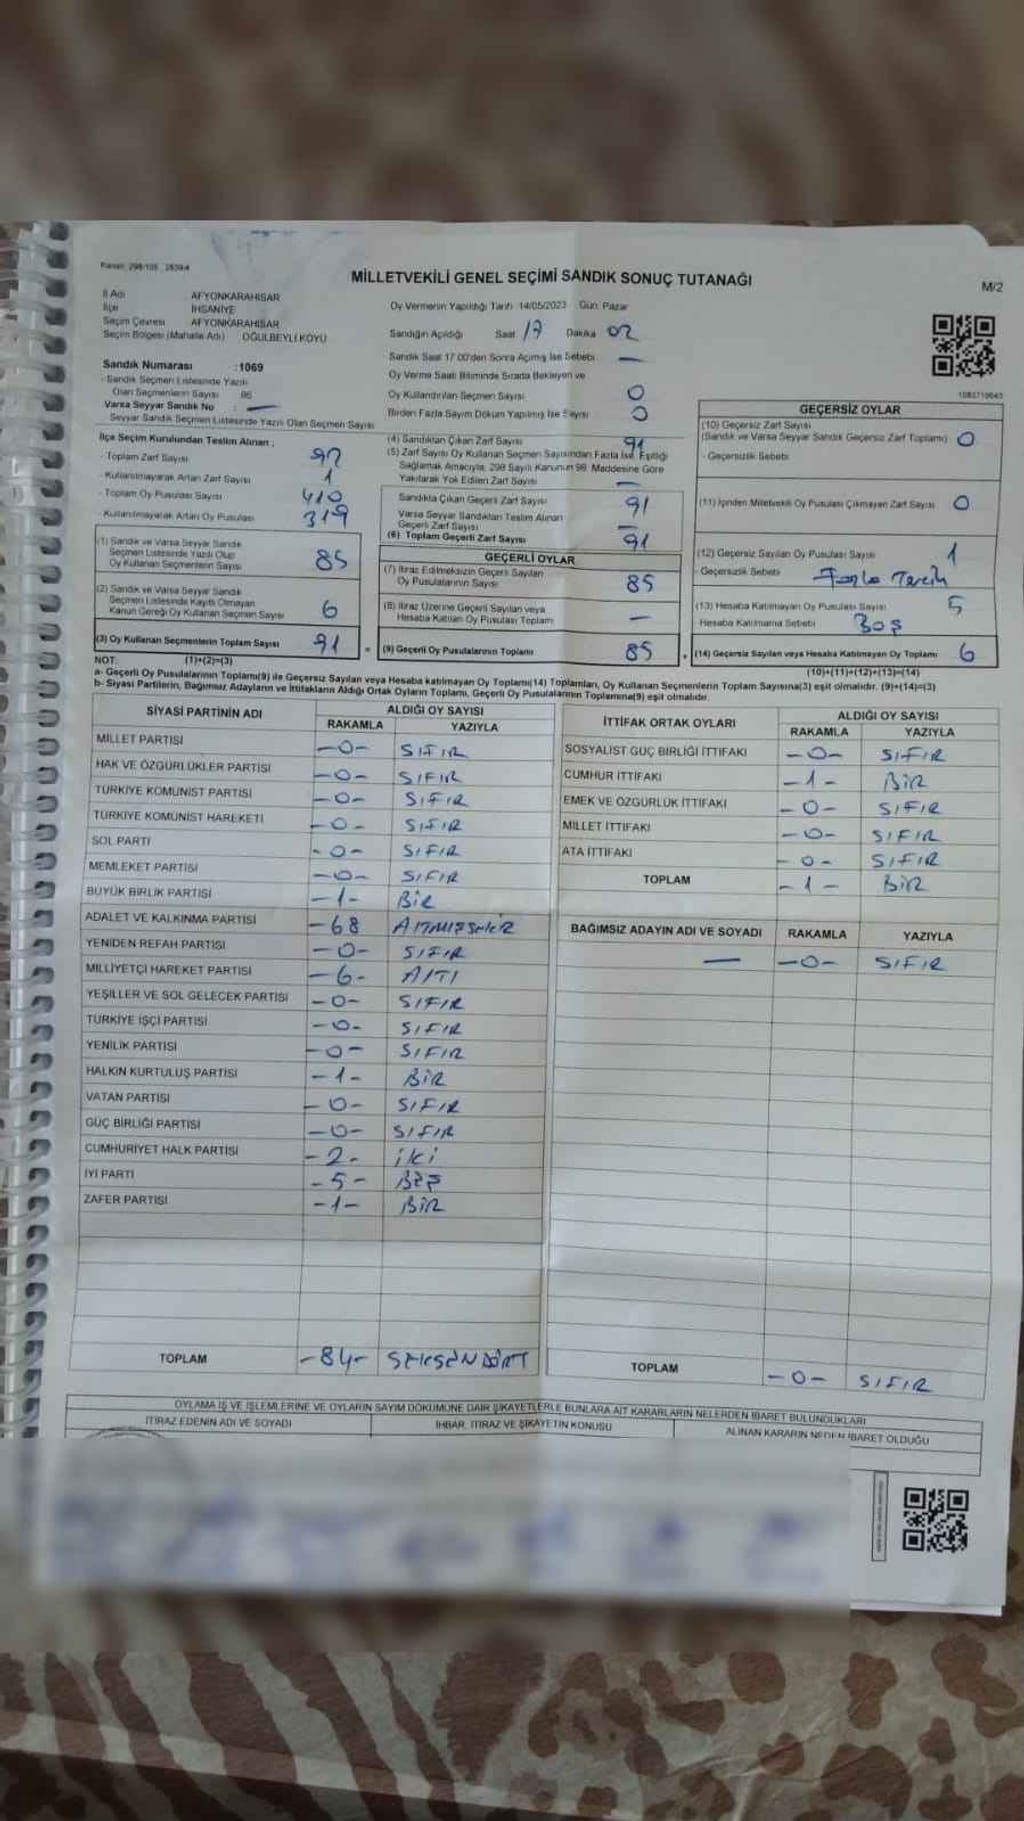 Kanun: 298/105 2839/4
MİLLETVEKİLİ GENEL SEÇİMİ SANDIK SONUÇ TUTANAĞI
M/2
İl Adı AFYONKARAHİSAR
İlçe İHSANİYE
Seçim Çevresi AFYONKARAHİSAR
Seçim Bölgesi (Mahalle Adı) OĞULBEYLİ KÖYÜ
Sandık Numarası :1069
- Sandık Seçmen Listesinde Yazılı
Olan Seçmenlerin Sayısı 86
Varsa Seyyar Sandık No : —
Seyyar Sandık Seçmen Listesinde Yazılı Olan Seçmen Sayısı
Oy Vermenin Yapıldığı Tarih 14/05/2023 Gün: Pazar
Sandığın Açıldığı Saat 17 Dakika 02
Sandık Saat 17:00'den Sonra Açılmış İse Sebebi —
Oy Verme Saati Bitiminde Sırada Bekleyen ve
Oy Kullandırılan Seçmen Sayısı 0
Birden Fazla Sayım Döküm Yapılmış İse Sayısı 0
1083719643
İlçe Seçim Kurulundan Teslim Alınan :
- Toplam Zarf Sayısı 92
- Kullanılmayarak Artan Zarf Sayısı 1
- Toplam Oy Pusulası Sayısı 410
- Kullanılmayarak Artan Oy Pusulası 319
(1) Sandık ve Varsa Seyyar Sandık
Seçmen Listesinde Yazılı Olup
Oy Kullanan Seçmenlerin Sayısı 85
(2) Sandık ve Varsa Seyyar Sandık
Seçmen Listesinde Kayıtlı Olmayan
Kanun Gereği Oy Kullanan Seçmen Sayısı 6
(3) Oy Kullanan Seçmenlerin Toplam Sayısı 91
(4) Sandıktan Çıkan Zarf Sayısı 91
(5) Zarf Sayısı Oy Kullanan Seçmen Sayısından Fazla İse, Eşitliği
Sağlamak Amacıyla, 298 Sayılı Kanunun 98. Maddesine Göre
Yakılarak Yok Edilen Zarf Sayısı —
Sandıkta Çıkan Geçerli Zarf Sayısı 91
Varsa Seyyar Sandıktan Teslim Alınan
Geçerli Zarf Sayısı —
(6) Toplam Geçerli Zarf Sayısı 91
GEÇERLİ OYLAR
(7) İtiraz Edilmeksizin Geçerli Sayılan
Oy Pusulalarının Sayısı 85
(8) İtiraz Üzerine Geçerli Sayılan veya
Hesaba Katılan Oy Pusulası Toplamı —
= (9) Geçerli Oy Pusulalarının Toplamı 85
GEÇERSİZ OYLAR
(10) Geçersiz Zarf Sayısı
(Sandık ve Varsa Seyyar Sandık Geçersiz Zarf Toplamı) 0
- Geçersizlik Sebebi
(11) İçinden Milletvekili Oy Pusulası Çıkmayan Zarf Sayısı 0
(12) Geçersiz Sayılan Oy Pusulası Sayısı 1
- Geçersizlik Sebebi Fazla Tercih
(13) Hesaba Katılmayan Oy Pusulası Sayısı 5
Hesaba Katılmama Sebebi BOŞ
+ (14) Geçersiz Sayılan veya Hesaba Katılmayan Oy Toplamı 6
NOT: (1)+(2)=(3)
(10)+(11)+(12)+(13)=(14)
a- Geçerli Oy Pusulalarının Toplamı(9) ile Geçersiz Sayılan veya Hesaba katılmayan Oy Toplamı(14) Toplamları, Oy Kullanan Seçmenlerin Toplam Sayısına(3) eşit olmalıdır. (9)+(14)=(3)
b- Siyasi Partilerin, Bağımsız Adayların ve İttifakların Aldığı Ortak Oyların Toplamı, Geçerli Oy Pusulalarının Toplamına(9) eşit olmalıdır.
SİYASİ PARTİNİN ADI ALDIĞI OY SAYISI
RAKAMLA YAZIYLA
MİLLET PARTİSİ -0- SIFIR
HAK VE ÖZGÜRLÜKLER PARTİSİ -0- SIFIR
TÜRKİYE KOMÜNİST PARTİSİ -0- SIFIR
TÜRKİYE KOMÜNİST HAREKETİ -0- SIFIR
SOL PARTİ -0- SIFIR
MEMLEKET PARTİSİ -0- SIFIR
BÜYÜK BİRLİK PARTİSİ -1- BİR
ADALET VE KALKINMA PARTİSİ -68 ALTMIŞSEKİZ
YENİDEN REFAH PARTİSİ -0- SIFIR
MİLLİYETÇİ HAREKET PARTİSİ -6- ALTI
YEŞİLLER VE SOL GELECEK PARTİSİ -0- SIFIR
TÜRKİYE İŞÇİ PARTİSİ -0- SIFIR
YENİLİK PARTİSİ -0- SIFIR
HALKIN KURTULUŞ PARTİSİ -1- BİR
VATAN PARTİSİ -0- SIFIR
GÜÇ BİRLİĞİ PARTİSİ -0- SIFIR
CUMHURİYET HALK PARTİSİ -2- İKİ
İYİ PARTİ -5- BEŞ
ZAFER PARTİSİ -1- BİR
TOPLAM -84- SEKSENDÖRT
İTTİFAK ORTAK OYLARI ALDIĞI OY SAYISI
RAKAMLA YAZIYLA
SOSYALİST GÜÇ BİRLİĞİ İTTİFAKI -0- SIFIR
CUMHUR İTTİFAKI -1- BİR
EMEK VE ÖZGÜRLÜK İTTİFAKI -0- SIFIR
MİLLET İTTİFAKI -0- SIFIR
ATA İTTİFAKI -0- SIFIR
TOPLAM -1- BİR
BAĞIMSIZ ADAYIN ADI VE SOYADI RAKAMLA YAZIYLA
— -0- SIFIR
TOPLAM -0- SIFIR
OYLAMA İŞ VE İŞLEMLERİNE VE OYLARIN SAYIM DÖKÜMÜNE DAİR ŞİKAYETLERLE BUNLARA AİT KARARLARIN NELERDEN İBARET BULUNDUKLARI
İTİRAZ EDENİN ADI VE SOYADI İHBAR, İTİRAZ VE ŞİKAYETİN KONUSU ALINAN KARARIN NEDEN İBARET OLDUĞU